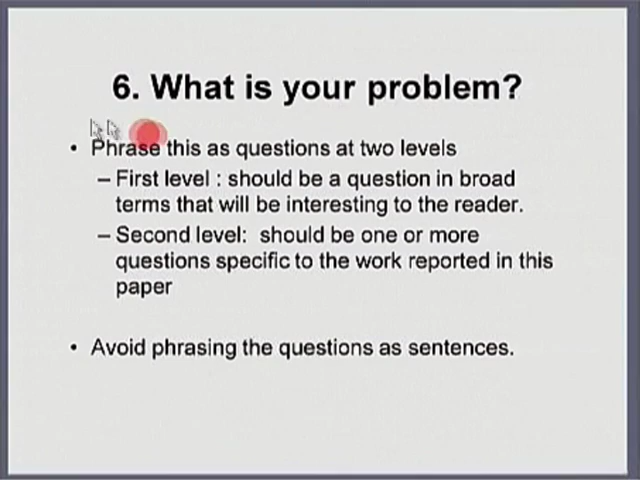 6. What is your problem?
• Phrase this as questions at two levels
– First level : should be a question in broad
terms that will be interesting to the reader.
– Second level:  should be one or more
questions specific to the work reported in this
paper
• Avoid phrasing the questions as sentences.